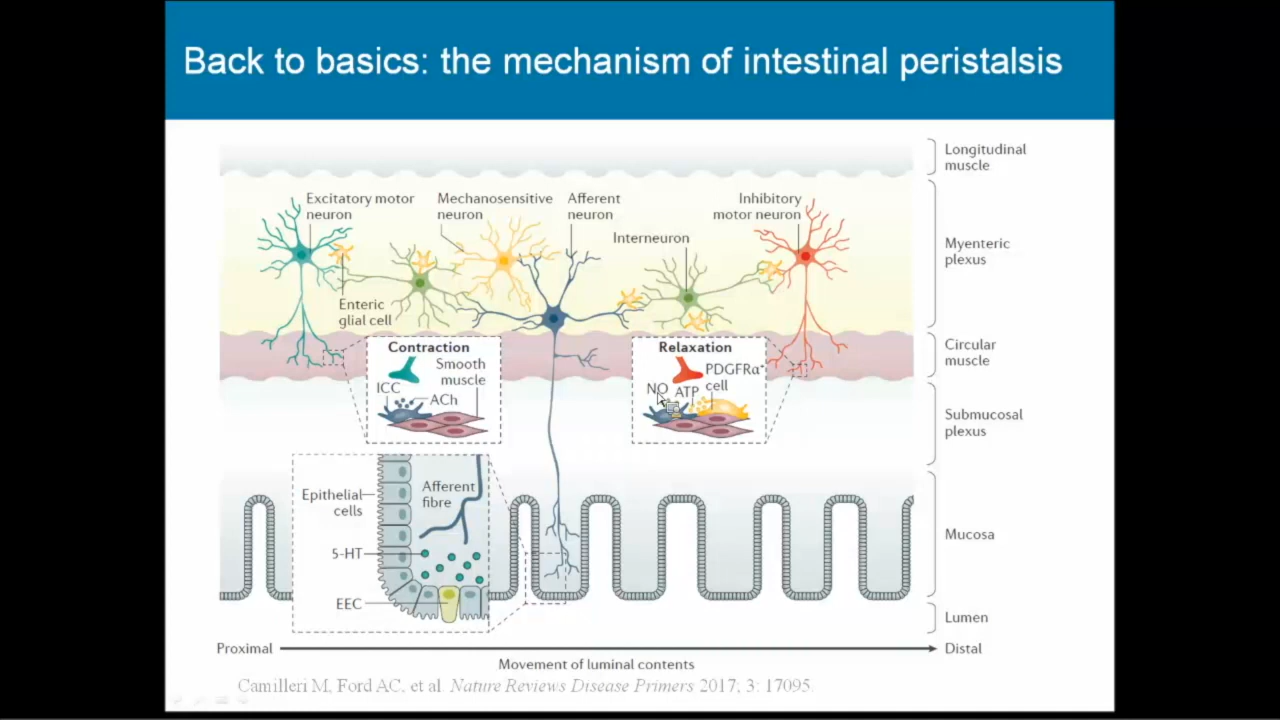 Back to basics: the mechanism of intestinal peristalsis
Longitudinal
muscle
Excitatory motor
neuron
Mechanosensitive
neuron
Afferent
neuron
Inhibitory
motor neuron
Interneuron
Myenteric
plexus
Enteric
glial cell
Contraction
Smooth
muscle
ICC
ACh
Relaxation
PDGFRα+
cell
NO
ATP
Circular
muscle
Submucosal
plexus
Epithelial
cells
Afferent
fibre
5-HT
EEC
Mucosa
Lumen
Proximal
Distal
Movement of luminal contents
Camilleri M, Ford AC, et al. Nature Reviews Disease Primers 2017; 3: 17095.